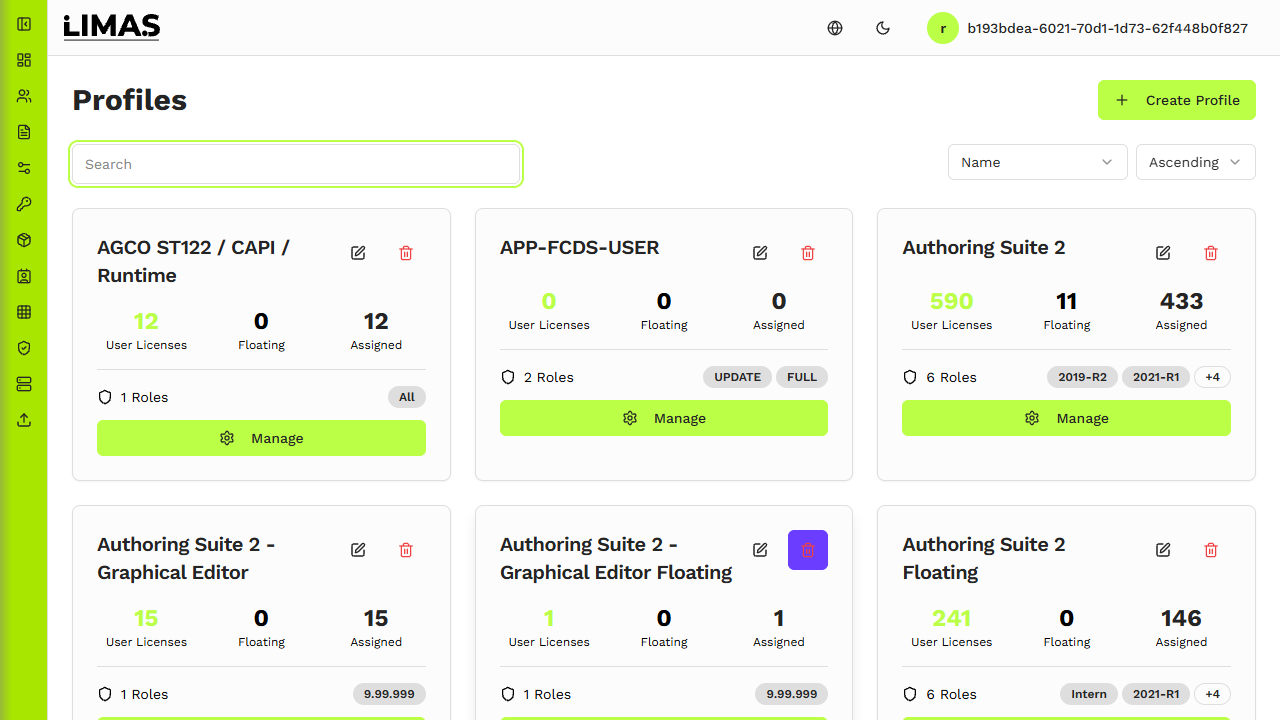 LIMAS
r
b193bdea-6021-70d1-1d73-62f448b0f827
Profiles
Create Profile
Search
Name
Ascending
AGCO ST122 / CAPI /
Runtime
12
0
12
User Licenses
Floating
Assigned
1 Roles
All
Manage
APP-FCDS-USER
0
0
0
User Licenses
Floating
Assigned
2 Roles
UPDATE
FULL
Manage
Authoring Suite 2
590
11
433
User Licenses
Floating
Assigned
6 Roles
2019-R2
2021-R1
+4
Manage
Authoring Suite 2 -
Graphical Editor
15
0
15
User Licenses
Floating
Assigned
1 Roles
9.99.999
Authoring Suite 2 -
Graphical Editor Floating
1
0
1
User Licenses
Floating
Assigned
1 Roles
9.99.999
Authoring Suite 2
Floating
241
0
146
User Licenses
Floating
Assigned
6 Roles
Intern
2021-R1
+4